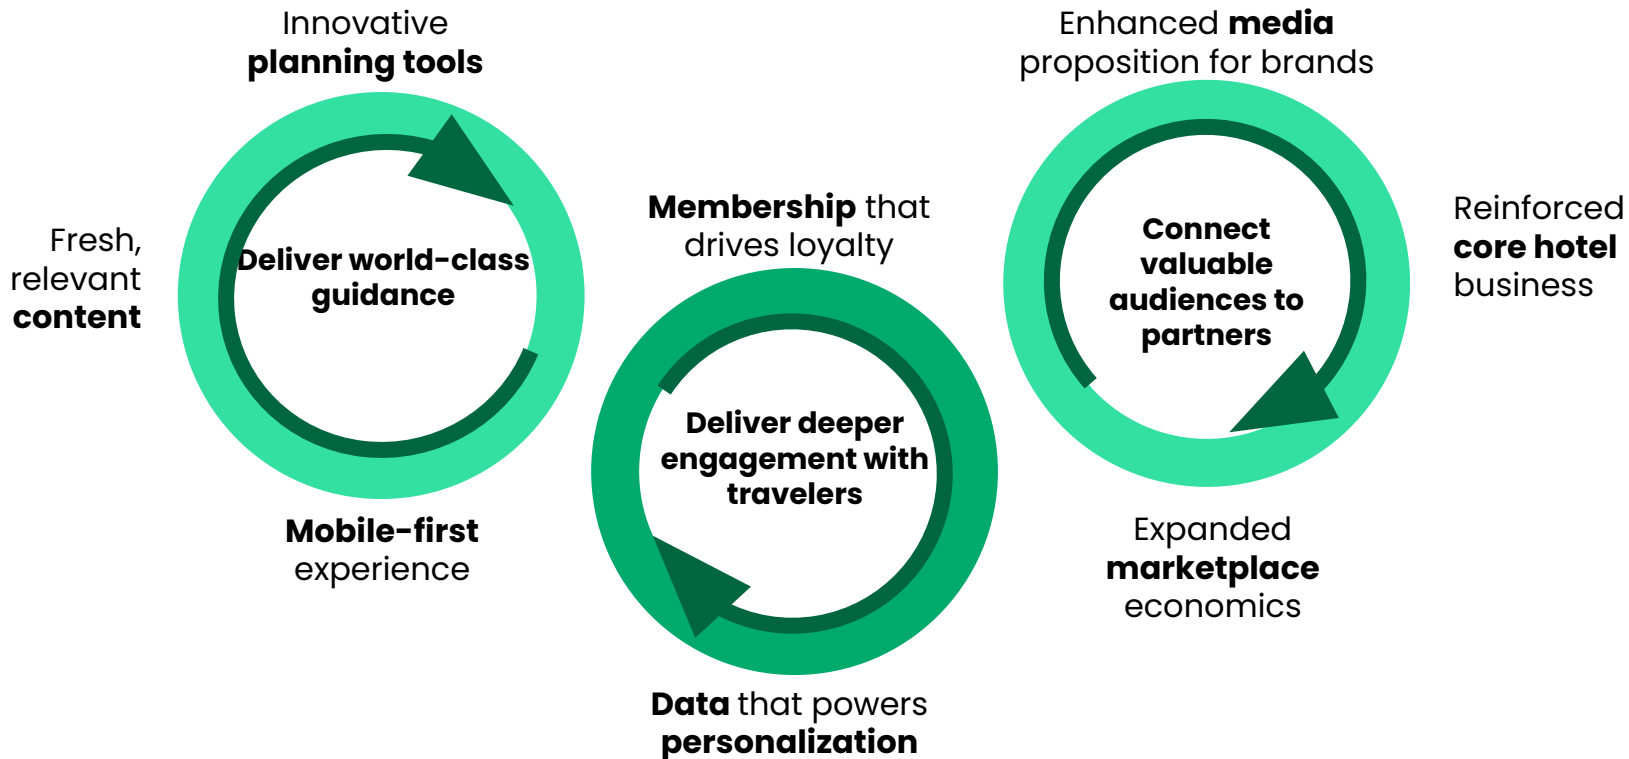 Innovative
planning tools
Fresh,
relevant
content
Deliver world-class
guidance
Mobile-first
experience
Membership that
drives loyalty
Deliver deeper
engagement with
travelers
Data that powers
personalization
Enhanced media
proposition for brands
Connect
valuable
audiences to
partners
Reinforced
core hotel
business
Expanded
marketplace
economics